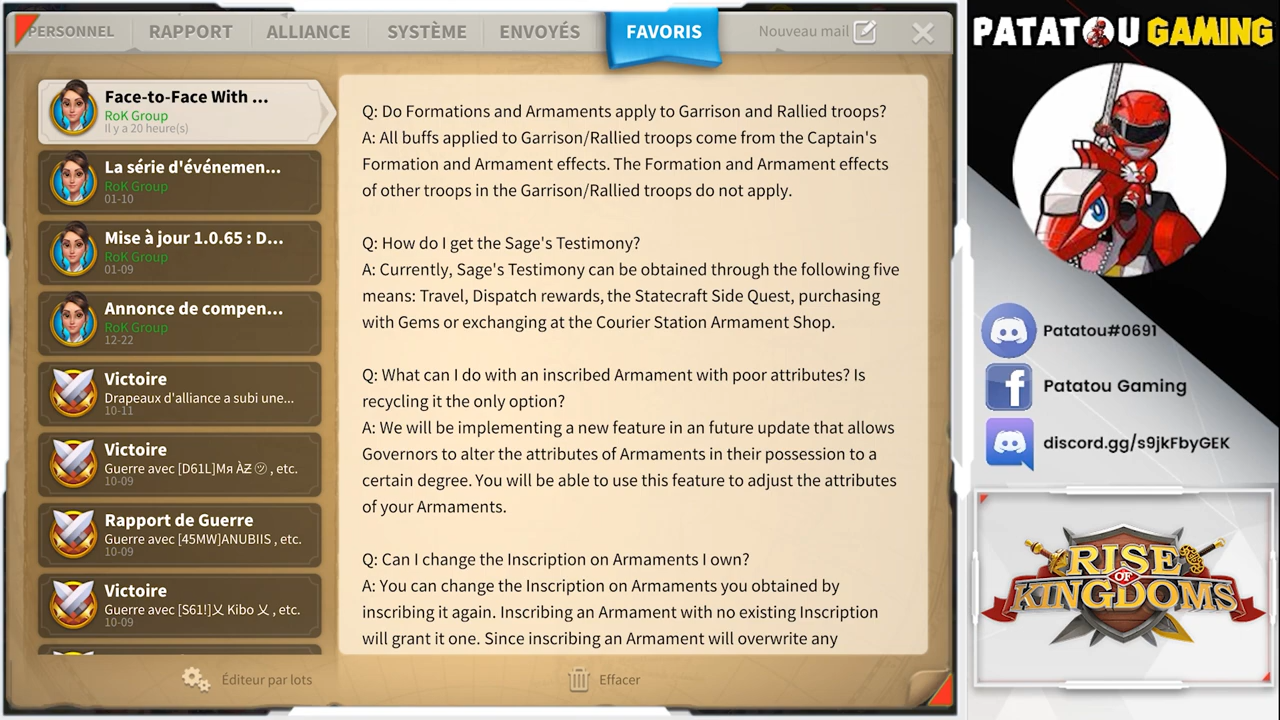 PERSONNEL
RAPPORT
ALLIANCE
SYSTÈME
ENVOYÉS
FAVORIS
Nouveau mail
Face-to-Face With ...
RoK Group
Il y a 20 heure(s)
La série d'événemen...
RoK Group
01-10
Mise à jour 1.0.65 : D...
RoK Group
01-09
Annonce de compen...
RoK Group
12-22
Victoire
Drapeaux d'alliance a subi une...
10-11
Victoire
Guerre avec [D61L]Mя ÀƵ ㋡ , etc.
10-09
Rapport de Guerre
Guerre avec [45MW]ANUBIIS , etc.
10-09
Victoire
Guerre avec [S61!]乂 Kibo 乂 , etc.
10-09
Q: Do Formations and Armaments apply to Garrison and Rallied troops?
A: All buffs applied to Garrison/Rallied troops come from the Captain's
Formation and Armament effects. The Formation and Armament effects
of other troops in the Garrison/Rallied troops do not apply.
Q: How do I get the Sage's Testimony?
A: Currently, Sage's Testimony can be obtained through the following five
means: Travel, Dispatch rewards, the Statecraft Side Quest, purchasing
with Gems or exchanging at the Courier Station Armament Shop.
Q: What can I do with an inscribed Armament with poor attributes? Is
recycling it the only option?
A: We will be implementing a new feature in an future update that allows
Governors to alter the attributes of Armaments in their possession to a
certain degree. You will be able to use this feature to adjust the attributes
of your Armaments.
Q: Can I change the Inscription on Armaments I own?
A: You can change the Inscription on Armaments you obtained by
inscribing it again. Inscribing an Armament with no existing Inscription
will grant it one. Since inscribing an Armament will overwrite any
Éditeur par lots
Effacer
PATATOU GAMING
Patatou#0691
Patatou Gaming
discord.gg/s9jkFbyGEK
RISE
OF
KINGDOMS